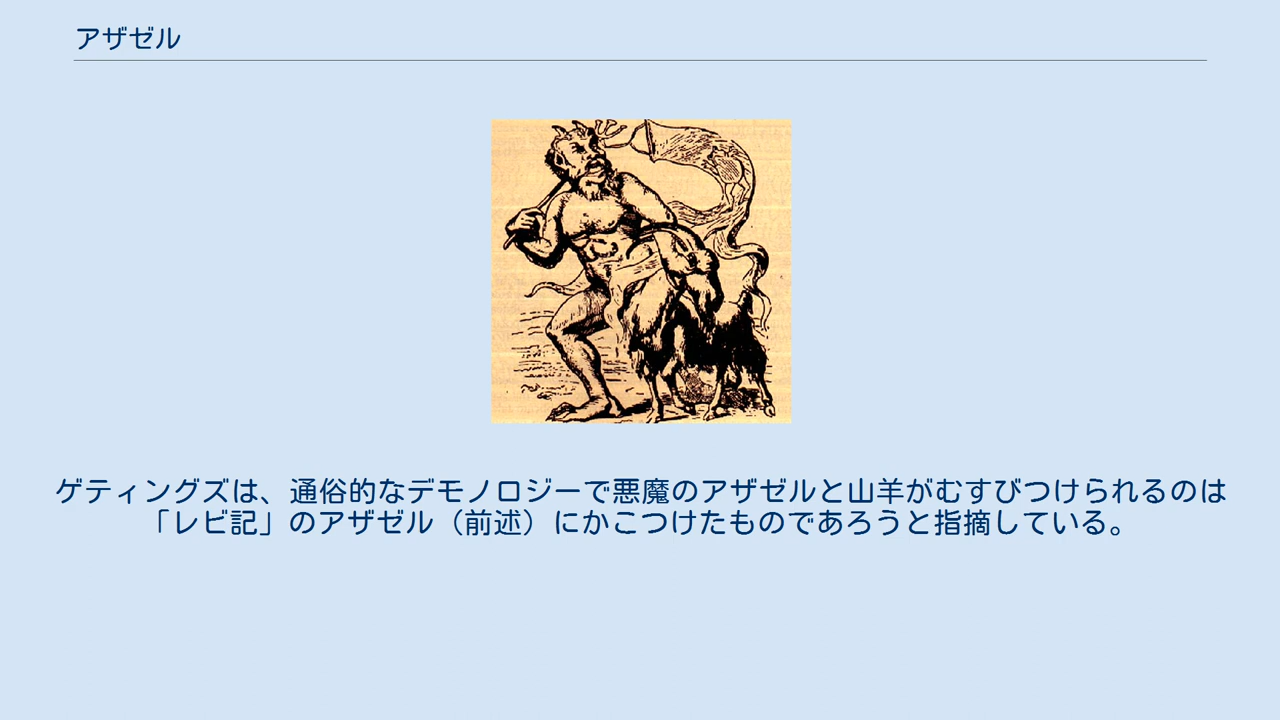 アザゼル
ゲティングズは、通俗的なデモノロジーで悪魔のアザゼルと山羊がむすびつけられるのは
「レビ記」のアザゼル（前述）にかこつけたものであろうと指摘している。